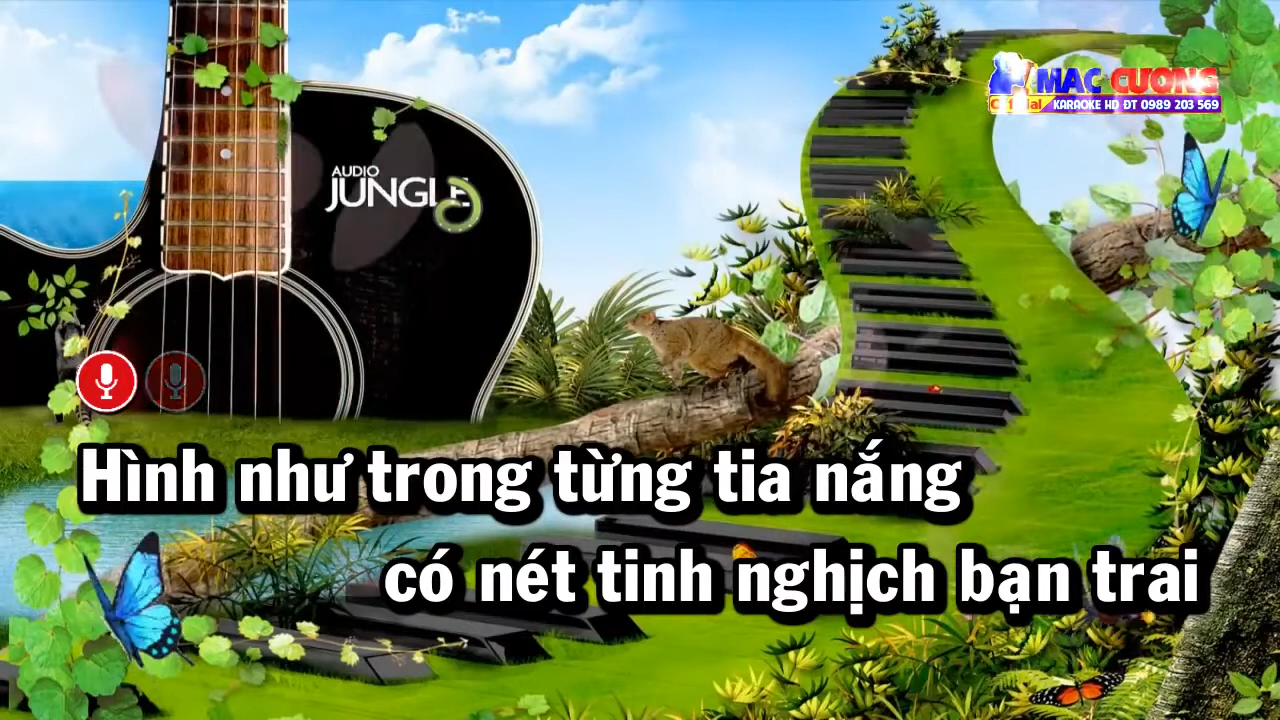 MAC CUONG
KARAOKE HD ĐT 0989 203 569
AUDIO
JUNGLE
Hình như trong từng tia nắng
có nét tinh nghịch bạn trai